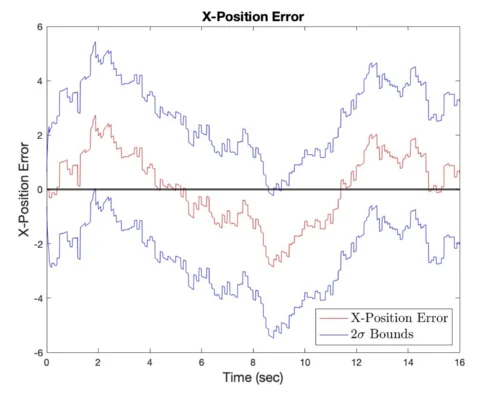 X-Position Error
6
4
2
0
-2
-4
-6
X-Position Error
0 2 4 6 8 10 12 14 16
Time (sec)
X-Position Error
2σ Bounds